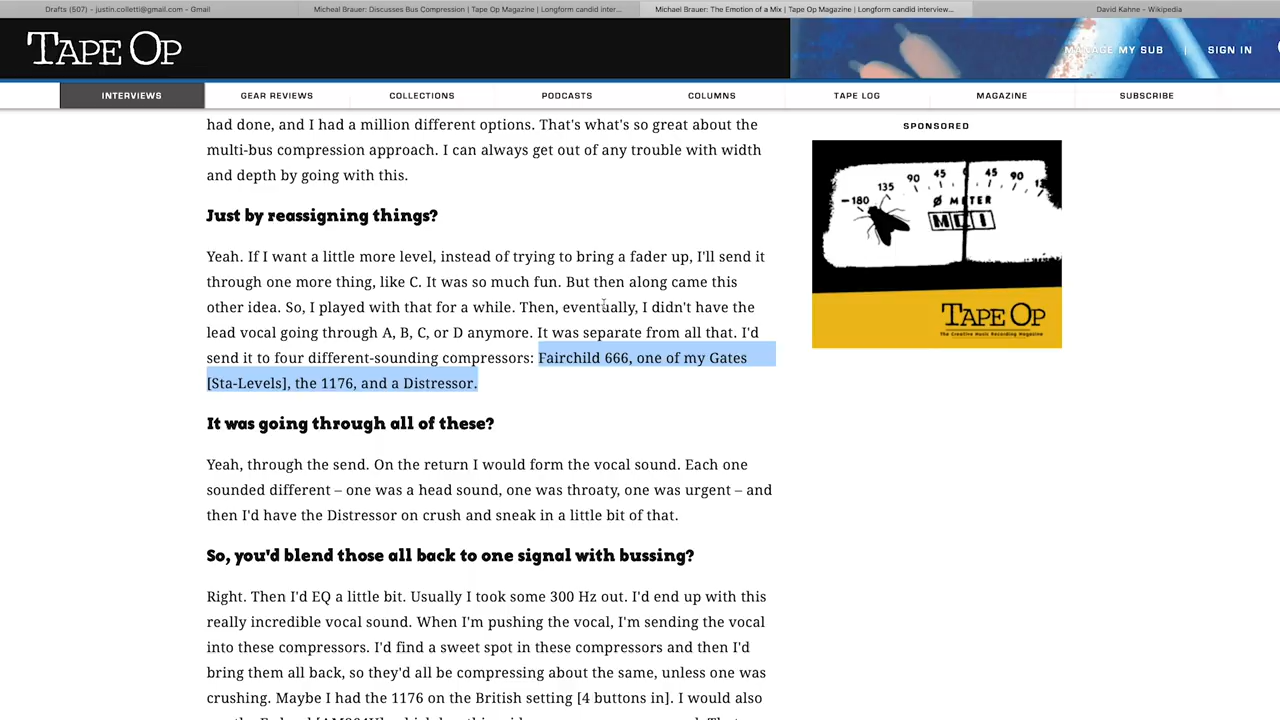 Drafts (507) - justin.colletti@gmail.com - Gmail
Micheal Brauer: Discusses Bus Compression | Tape Op Magazine | Longform candid inter...
Michael Brauer: The Emotion of a Mix | Tape Op Magazine | Longform candid interview...
David Kahne - Wikipedia
TAPE OP
MANAGE MY SUB | SIGN IN
INTERVIEWS
GEAR REVIEWS
COLLECTIONS
PODCASTS
COLUMNS
TAPE LOG
MAGAZINE
SUBSCRIBE
had done, and I had a million different options. That's what's so great about the
multi-bus compression approach. I can always get out of any trouble with width
and depth by going with this.
Just by reassigning things?
Yeah. If I want a little more level, instead of trying to bring a fader up, I'll send it
through one more thing, like C. It was so much fun. But then along came this
other idea. So, I played with that for a while. Then, eventually, I didn't have the
lead vocal going through A, B, C, or D anymore. It was separate from all that. I'd
send it to four different-sounding compressors: Fairchild 666, one of my Gates
[Sta-Levels], the 1176, and a Distressor.
It was going through all of these?
Yeah, through the send. On the return I would form the vocal sound. Each one
sounded different – one was a head sound, one was throaty, one was urgent – and
then I'd have the Distressor on crush and sneak in a little bit of that.
So, you'd blend those all back to one signal with bussing?
Right. Then I'd EQ a little bit. Usually I took some 300 Hz out. I'd end up with this
really incredible vocal sound. When I'm pushing the vocal, I'm sending the vocal
into these compressors. I'd find a sweet spot in these compressors and then I'd
bring them all back, so they'd all be compressing about the same, unless one was
crushing. Maybe I had the 1176 on the British setting [4 buttons in]. I would also
SPONSORED
-180 135 90 45 0 45 90
Ø METER
TAPE OP
The Creative Music Recording Magazine